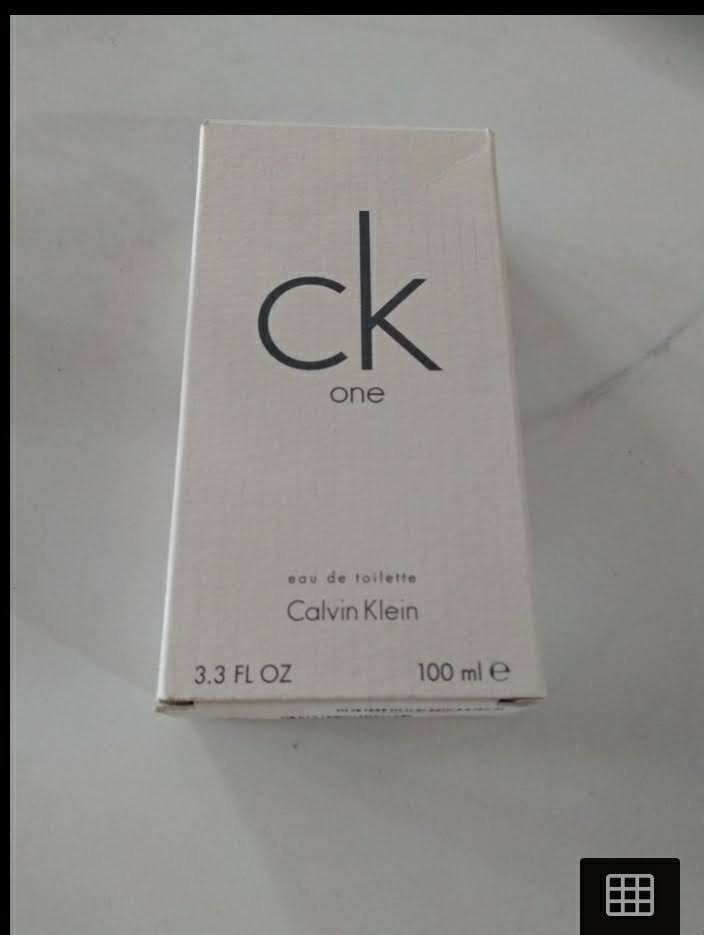 ck
one
eau de toilette
Calvin Klein
3.3 FL OZ 100 ml ℮